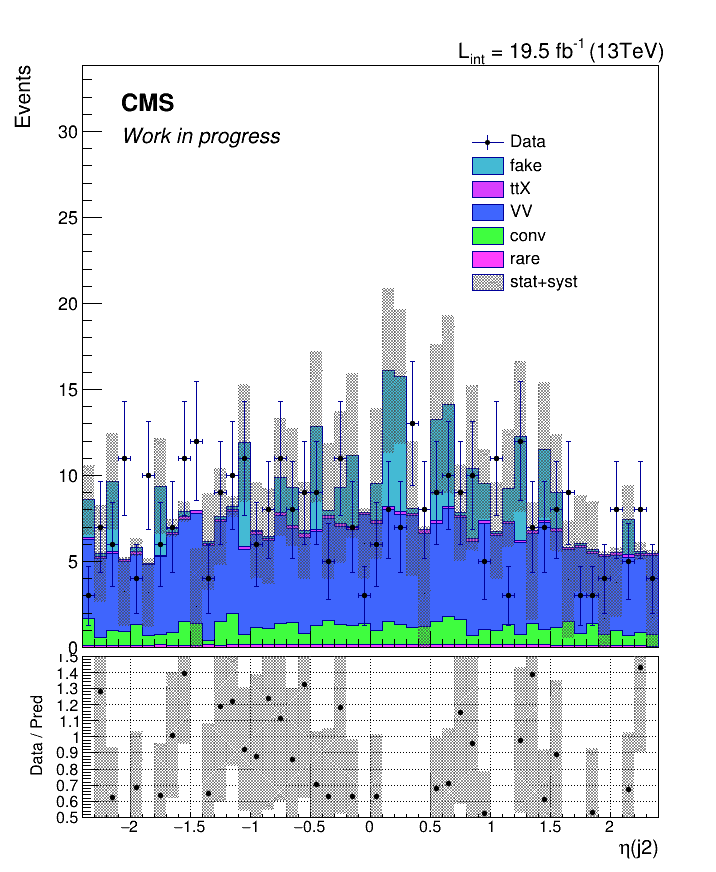 L_int = 19.5 fb^-1 (13TeV)
Events
CMS
Work in progress
30
25
20
15
10
5
0
Data
fake
ttX
VV
conv
rare
stat+syst
Data / Pred
1.5
1.4
1.3
1.2
1.1
1
0.9
0.8
0.7
0.6
0.5
−2 −1.5 −1 −0.5 0 0.5 1 1.5 2
η(j2)